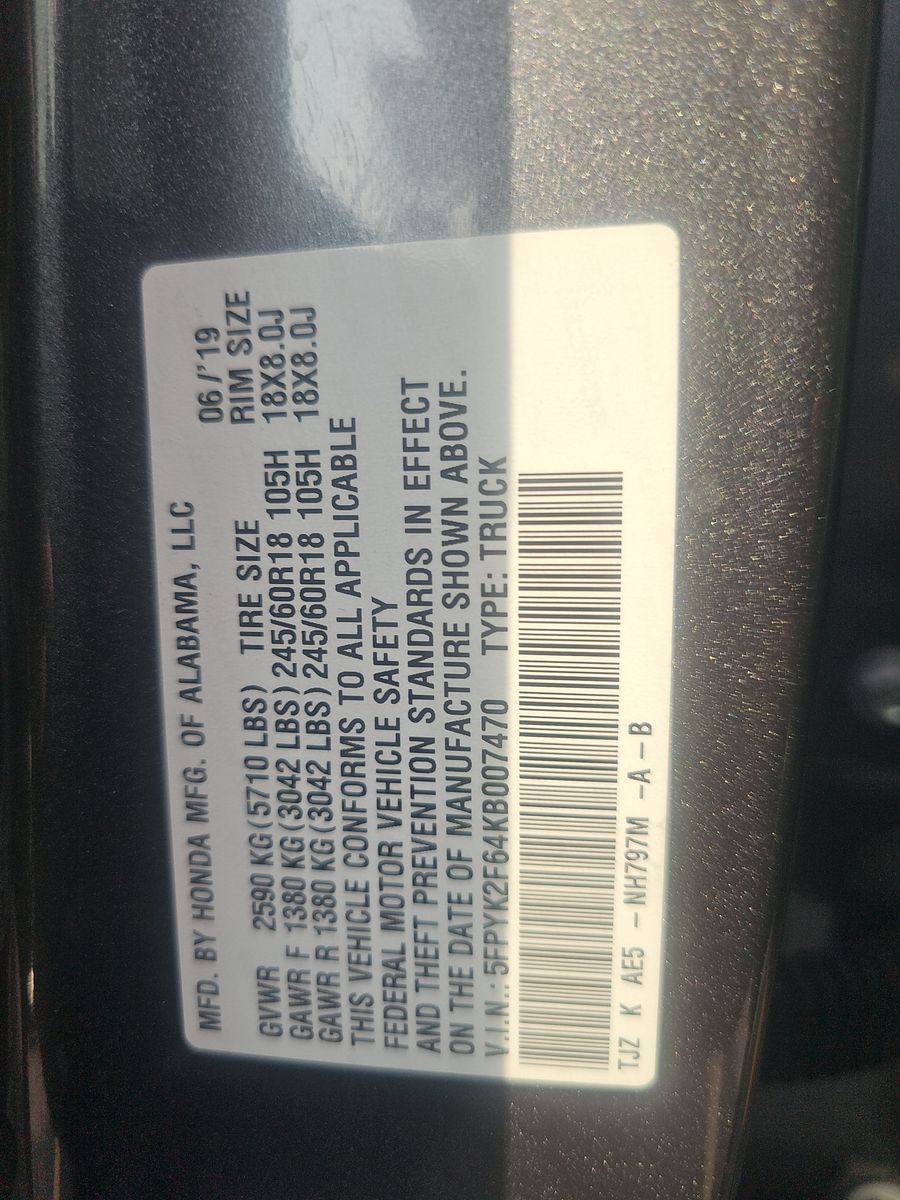 MFD. BY HONDA MFG. OF ALABAMA, LLC 06/'19
GVWR 2590 KG(5710 LBS) TIRE SIZE RIM SIZE
GAWR F 1380 KG(3042 LBS) 245/60R18 105H 18X8.0J
GAWR R 1380 KG(3042 LBS) 245/60R18 105H 18X8.0J
THIS VEHICLE CONFORMS TO ALL APPLICABLE
FEDERAL MOTOR VEHICLE SAFETY
AND THEFT PREVENTION STANDARDS IN EFFECT
ON THE DATE OF MANUFACTURE SHOWN ABOVE.
V.I.N.: 5FPYK2F64KB007470 TYPE: TRUCK
TJZ K AE5 -NH797M -A-B